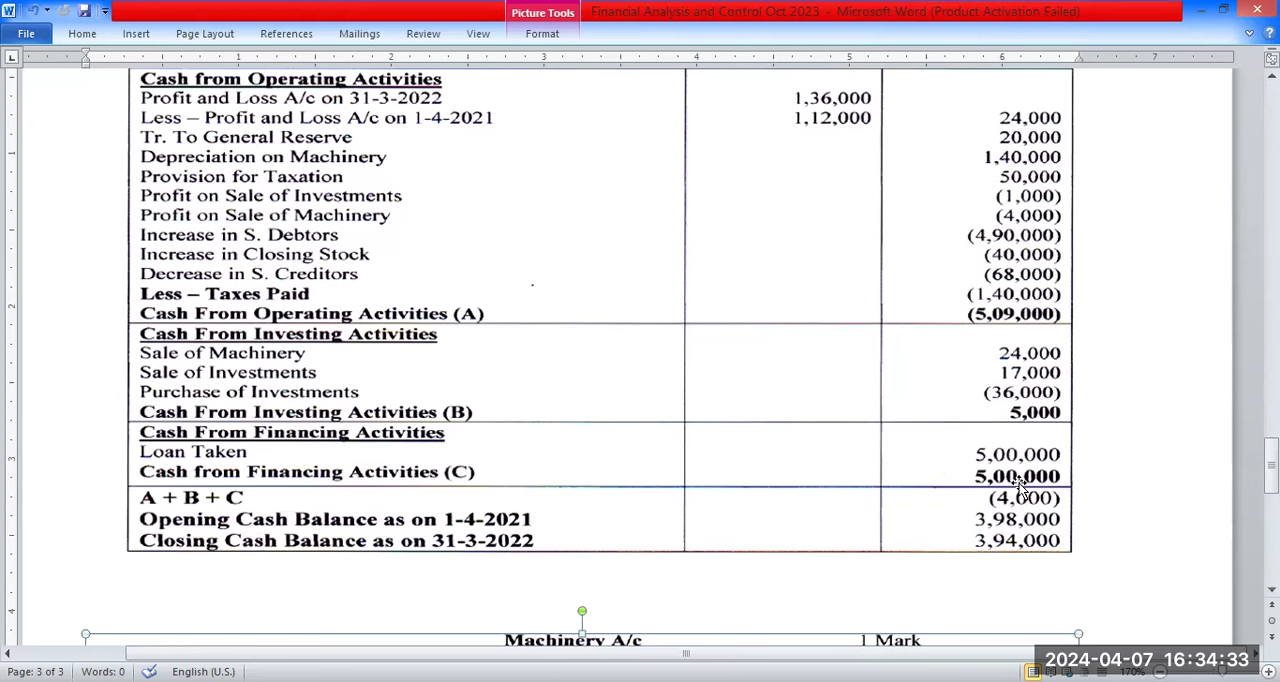 Picture Tools
Financial Analysis and Control Oct 2023 - Microsoft Word (Product Activation Failed)
File Home Insert Page Layout References Mailings Review View Format
1 2 3 4 5 6 7
Cash from Operating Activities
Profit and Loss A/c on 31-3-2022 1,36,000
Less – Profit and Loss A/c on 1-4-2021 1,12,000 24,000
Tr. To General Reserve 20,000
Depreciation on Machinery 1,40,000
Provision for Taxation 50,000
Profit on Sale of Investments (1,000)
Profit on Sale of Machinery (4,000)
Increase in S. Debtors (4,90,000)
Increase in Closing Stock (40,000)
Decrease in S. Creditors (68,000)
Less – Taxes Paid (1,40,000)
Cash From Operating Activities (A) (5,09,000)
Cash From Investing Activities
Sale of Machinery 24,000
Sale of Investments 17,000
Purchase of Investments (36,000)
Cash From Investing Activities (B) 5,000
Cash From Financing Activities
Loan Taken 5,00,000
Cash from Financing Activities (C) 5,00,000
A + B + C (4,000)
Opening Cash Balance as on 1-4-2021 3,98,000
Closing Cash Balance as on 31-3-2022 3,94,000
Machinery A/c 1 Mark
Page: 3 of 3 Words: 0 English (U.S.) 170%
2024-04-07 16:34:33